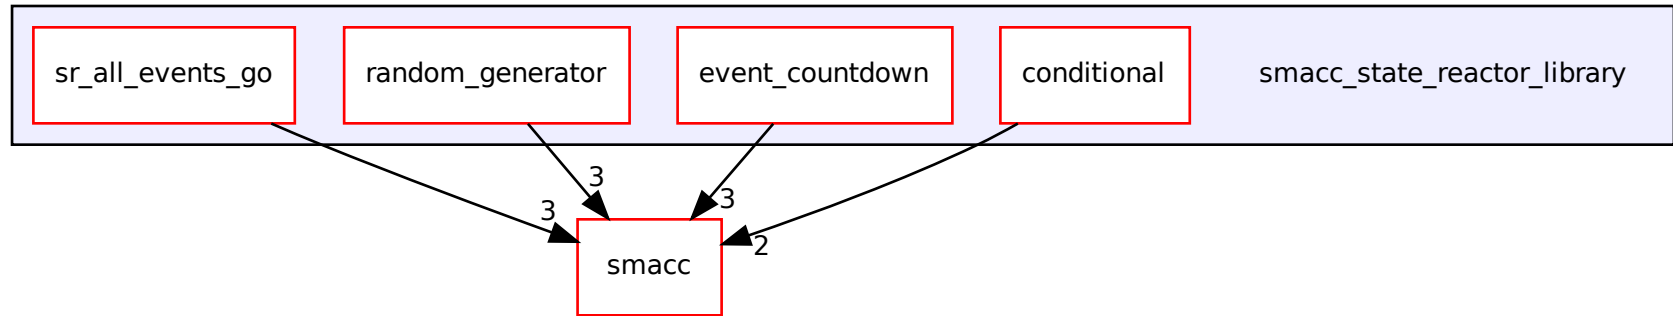 sr_all_events_go
random_generator
event_countdown
conditional
smacc_state_reactor_library
3
3
3
2
smacc